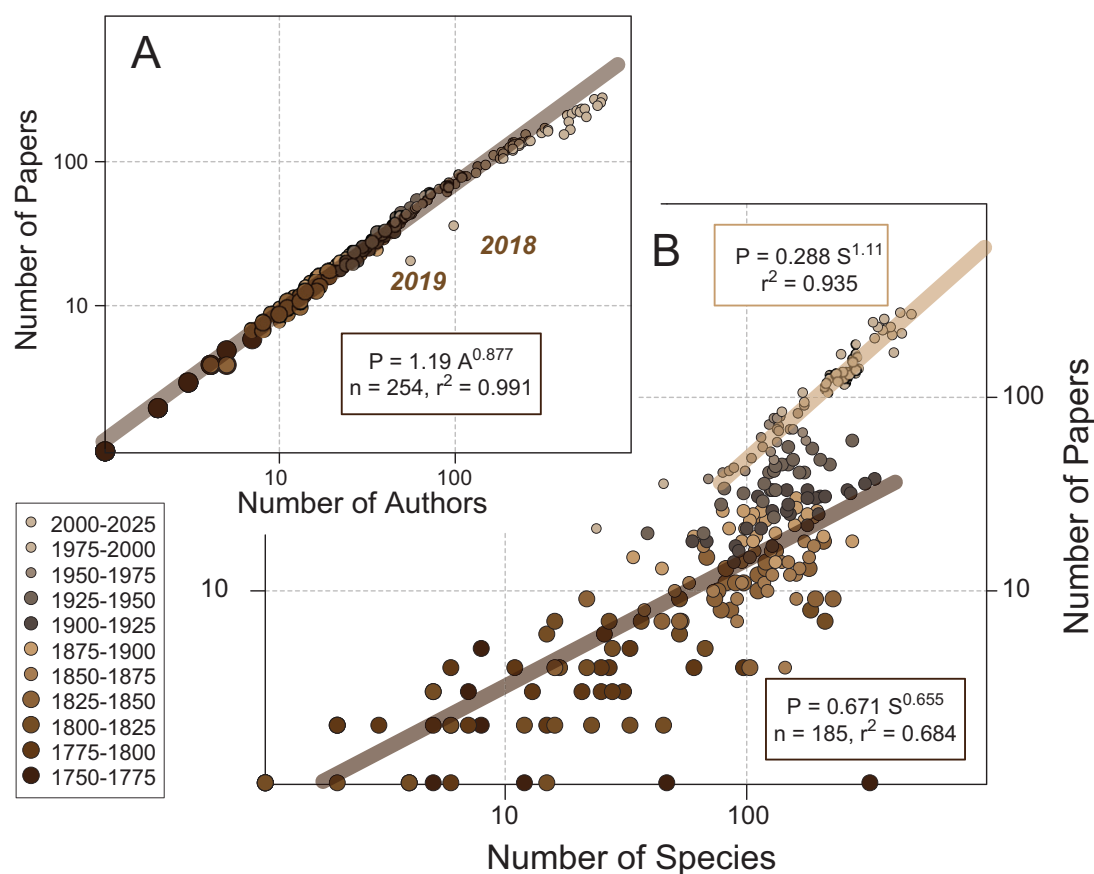 A
Number of Papers
100
10
2018
2019
P = 1.19 A^0.877
n = 254, r^2 = 0.991
10
100
Number of Authors
B
P = 0.288 S^1.11
r^2 = 0.935
100
10
10
Number of Papers
P = 0.671 S^0.655
n = 185, r^2 = 0.684
10
100
Number of Species
2000-2025
1975-2000
1950-1975
1925-1950
1900-1925
1875-1900
1850-1875
1825-1850
1800-1825
1775-1800
1750-1775